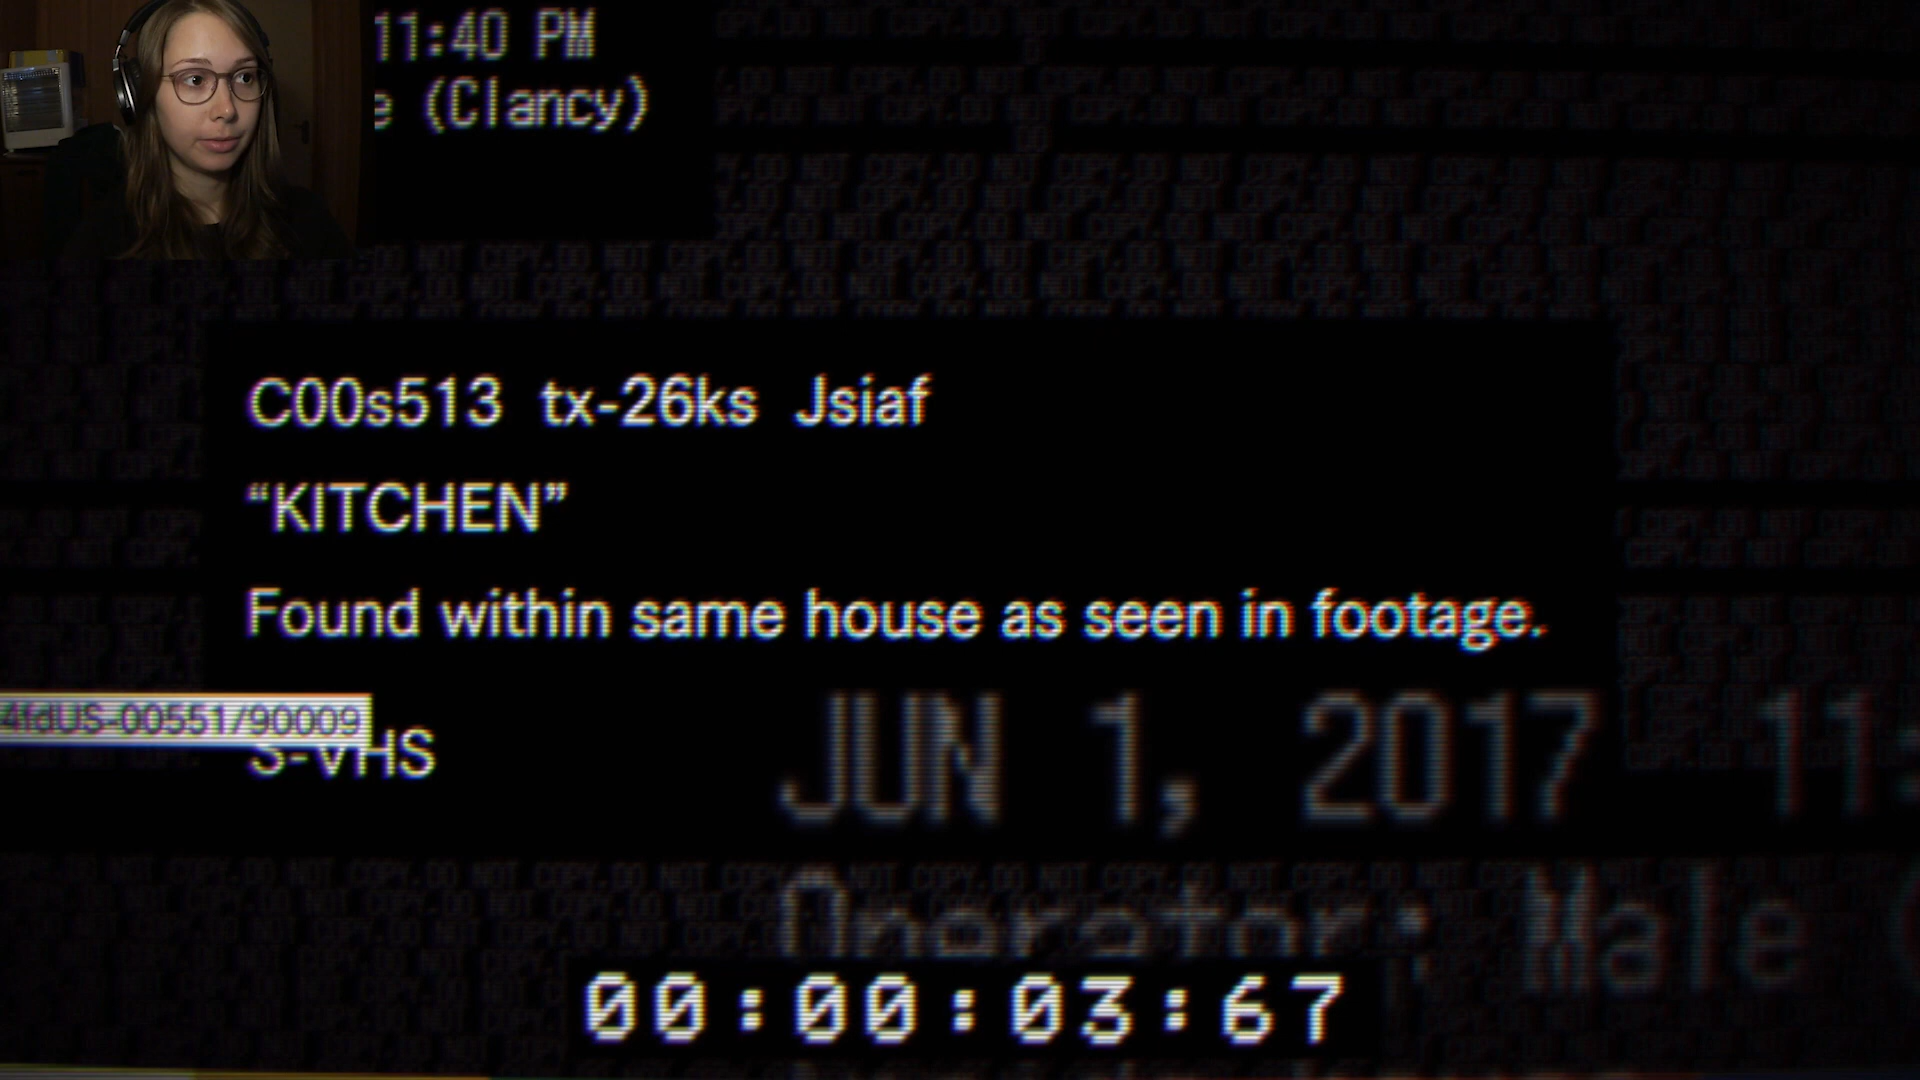 11:40 PM
e (Clancy)
C00s513 tx-26ks Jsiaf
“KITCHEN”
Found within same house as seen in footage.
4fdUS-00551/90009
S-VHS
JUN 1, 2017 11:
Operator: Male (
00:00:03:67